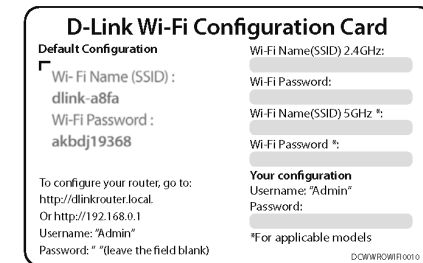 D-Link Wi-Fi Configuration Card
Default Configuration
Wi- Fi Name (SSID) :
dlink-a8fa
Wi-Fi Password :
akbdj19368
To configure your router, go to:
http://dlinkrouter.local.
Or http://192.168.0.1
Username: "Admin"
Password: " "(leave the field blank)
Wi-Fi Name(SSID) 2.4GHz:
Wi-Fi Password:
Wi-Fi Name(SSID) 5GHz *:
Wi-Fi Password *:
Your configuration
Username: "Admin"
Password:
*For applicable models
DCWWROWIFI0010